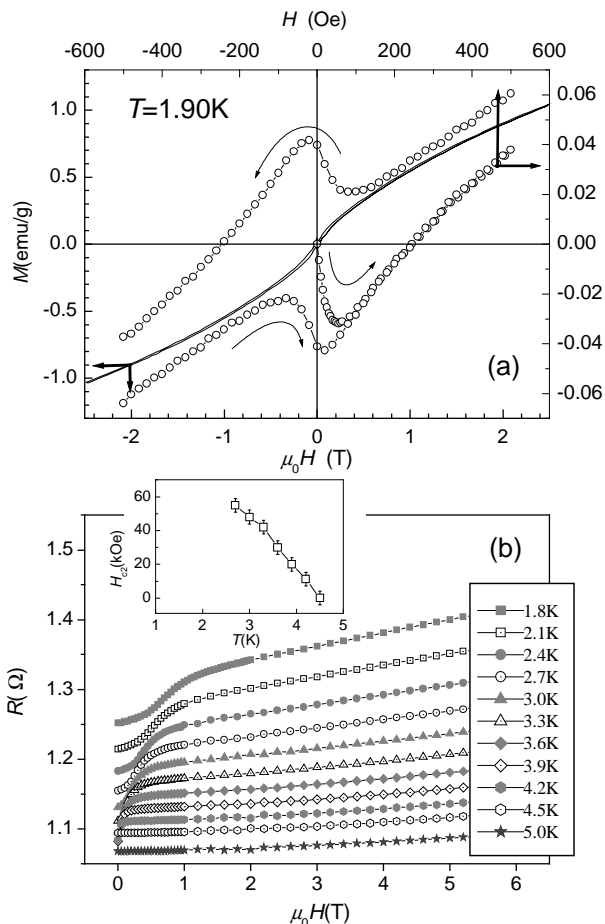 H (Oe)
-600 -400 -200 0 200 400 600
T=1.90K
1.0
0.5
0.0
-0.5
-1.0
M(emu/g)
0.06
0.04
0.02
0.00
-0.02
-0.04
-0.06
(a)
-2 -1 0 1 2
μ0H (T)
(b)
60
40
20
0
Hc2(kOe)
1 2 3 4 5
T(K)
1.5
1.4
1.3
1.2
1.1
R(Ω)
1.8K
2.1K
2.4K
2.7K
3.0K
3.3K
3.6K
3.9K
4.2K
4.5K
5.0K
0 1 2 3 4 5 6
μ0H(T)